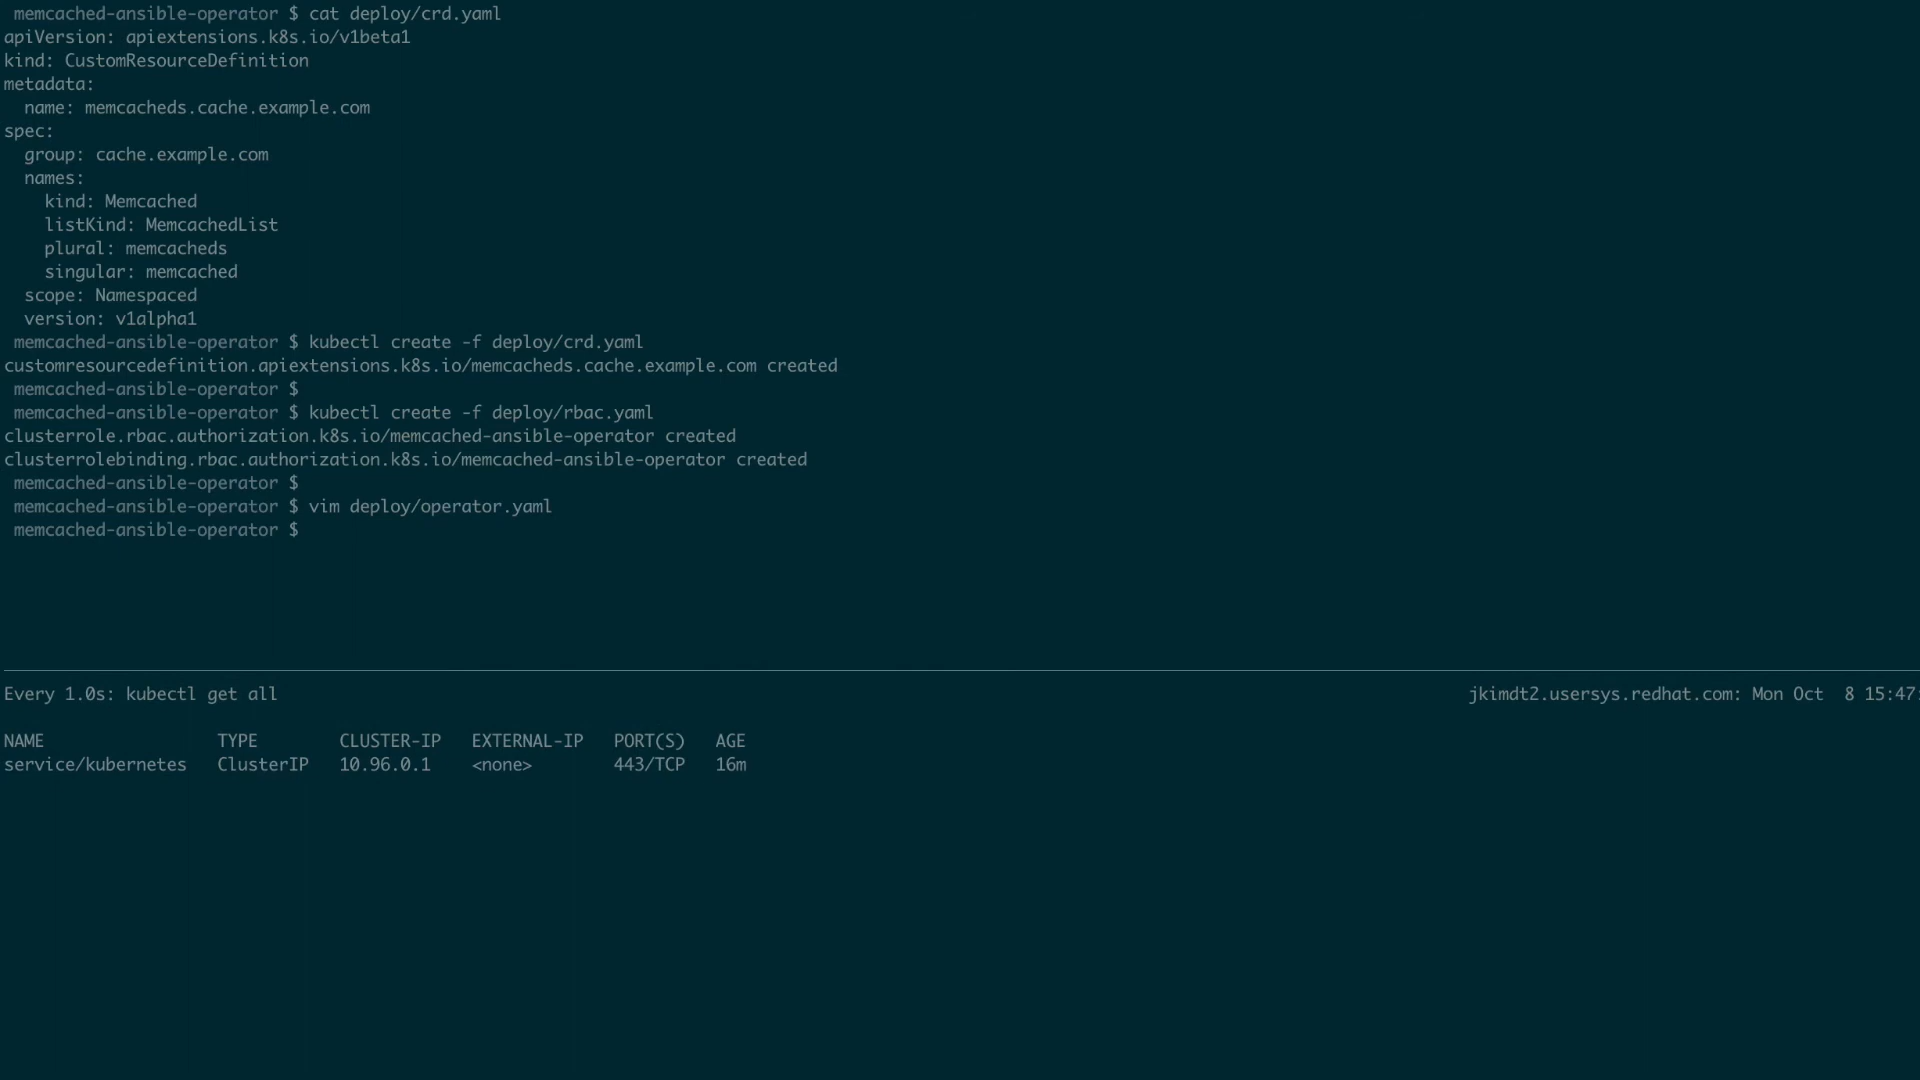 memcached-ansible-operator $ cat deploy/crd.yaml
apiVersion: apiextensions.k8s.io/v1beta1
kind: CustomResourceDefinition
metadata:
  name: memcacheds.cache.example.com
spec:
  group: cache.example.com
  names:
    kind: Memcached
    listKind: MemcachedList
    plural: memcacheds
    singular: memcached
  scope: Namespaced
  version: v1alpha1
memcached-ansible-operator $ kubectl create -f deploy/crd.yaml
customresourcedefinition.apiextensions.k8s.io/memcacheds.cache.example.com created
memcached-ansible-operator $
memcached-ansible-operator $ kubectl create -f deploy/rbac.yaml
clusterrole.rbac.authorization.k8s.io/memcached-ansible-operator created
clusterrolebinding.rbac.authorization.k8s.io/memcached-ansible-operator created
memcached-ansible-operator $
memcached-ansible-operator $ vim deploy/operator.yaml
memcached-ansible-operator $
Every 1.0s: kubectl get all jkimdt2.usersys.redhat.com: Mon Oct  8 15:47:
NAME TYPE CLUSTER-IP EXTERNAL-IP PORT(S) AGE
service/kubernetes ClusterIP 10.96.0.1 <none> 443/TCP 16m